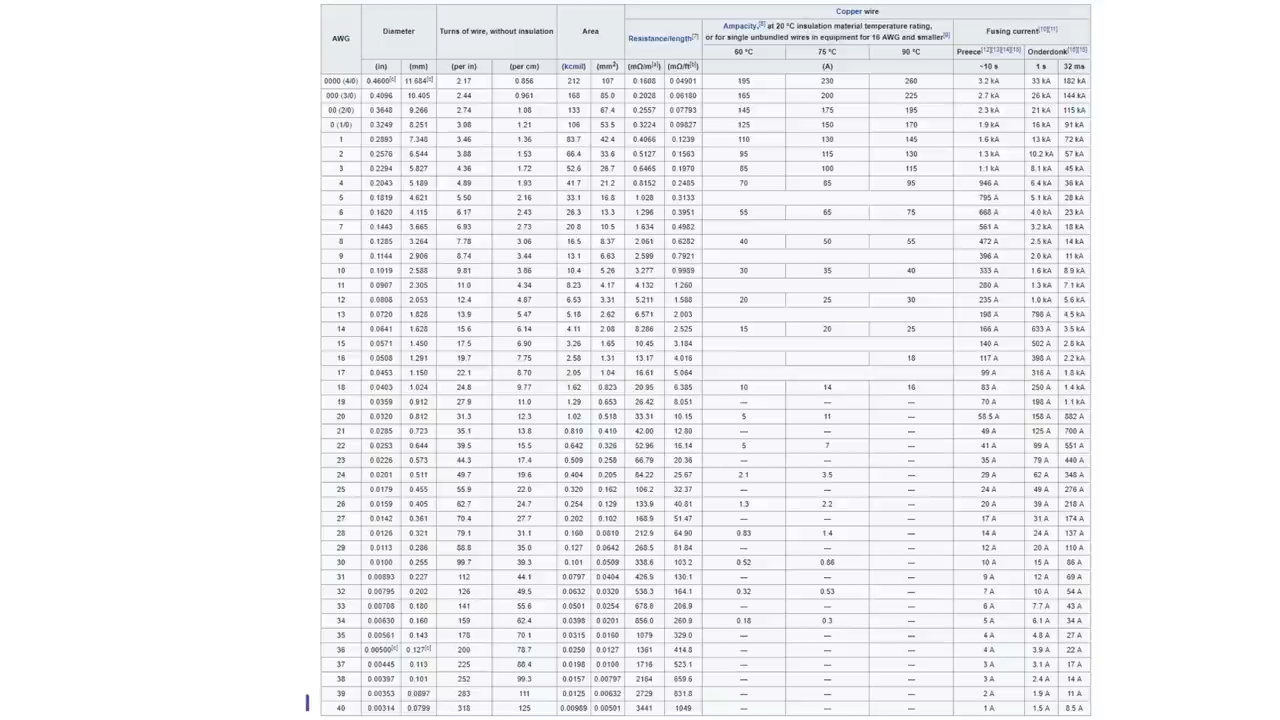 Copper wire
AWG Diameter Turns of wire, without insulation Area Resistance/length[7] Ampacity,[8] at 20 °C insulation material temperature rating, or for single unbundled wires in equipment for 16 AWG and smaller[9] Fusing current[10][11]
60 °C 75 °C 90 °C Preece[12][13][14][15] Onderdonk[16][15]
(in) (mm) (per in) (per cm) (kcmil) (mm²) (mΩ/m[a]) (mΩ/ft[b]) (A) ~10 s 1 s 32 ms
0000 (4/0) 0.4600[c] 11.684[c] 2.17 0.856 212 107 0.1608 0.04901 195 230 260 3.2 kA 33 kA 182 kA
000 (3/0) 0.4096 10.405 2.44 0.961 168 85.0 0.2028 0.06180 165 200 225 2.7 kA 26 kA 144 kA
00 (2/0) 0.3648 9.266 2.74 1.08 133 67.4 0.2557 0.07793 145 175 195 2.3 kA 21 kA 115 kA
0 (1/0) 0.3249 8.251 3.08 1.21 106 53.5 0.3224 0.09827 125 150 170 1.9 kA 16 kA 91 kA
1 0.2893 7.348 3.46 1.36 83.7 42.4 0.4066 0.1239 110 130 145 1.6 kA 13 kA 72 kA
2 0.2576 6.544 3.88 1.53 66.4 33.6 0.5127 0.1563 95 115 130 1.3 kA 10.2 kA 57 kA
3 0.2294 5.827 4.36 1.72 52.6 26.7 0.6465 0.1970 85 100 115 1.1 kA 8.1 kA 45 kA
4 0.2043 5.189 4.89 1.93 41.7 21.2 0.8152 0.2485 70 85 95 946 A 6.4 kA 36 kA
5 0.1819 4.621 5.50 2.16 33.1 16.8 1.028 0.3133 795 A 5.1 kA 28 kA
6 0.1620 4.115 6.17 2.43 26.3 13.3 1.296 0.3951 55 65 75 668 A 4.0 kA 23 kA
7 0.1443 3.665 6.93 2.73 20.8 10.5 1.634 0.4982 561 A 3.2 kA 18 kA
8 0.1285 3.264 7.78 3.06 16.5 8.37 2.061 0.6282 40 50 55 472 A 2.5 kA 14 kA
9 0.1144 2.906 8.74 3.44 13.1 6.63 2.599 0.7921 396 A 2.0 kA 11 kA
10 0.1019 2.588 9.81 3.86 10.4 5.26 3.277 0.9989 30 35 40 333 A 1.6 kA 8.9 kA
11 0.0907 2.305 11.0 4.34 8.23 4.17 4.132 1.260 280 A 1.3 kA 7.1 kA
12 0.0808 2.053 12.4 4.87 6.53 3.31 5.211 1.588 20 25 30 235 A 1.0 kA 5.6 kA
13 0.0720 1.828 13.9 5.47 5.18 2.62 6.571 2.003 198 A 798 A 4.5 kA
14 0.0641 1.628 15.6 6.14 4.11 2.08 8.286 2.525 15 20 25 166 A 633 A 3.5 kA
15 0.0571 1.450 17.5 6.90 3.26 1.65 10.45 3.184 140 A 502 A 2.8 kA
16 0.0508 1.291 19.7 7.75 2.58 1.31 13.17 4.016 18 117 A 398 A 2.2 kA
17 0.0453 1.150 22.1 8.70 2.05 1.04 16.61 5.064 99 A 316 A 1.8 kA
18 0.0403 1.024 24.8 9.77 1.62 0.823 20.95 6.385 10 14 16 83 A 250 A 1.4 kA
19 0.0359 0.912 27.9 11.0 1.29 0.653 26.42 8.051 — — — 70 A 198 A 1.1 kA
20 0.0320 0.812 31.3 12.3 1.02 0.518 33.31 10.15 5 11 — 58.5 A 158 A 882 A
21 0.0285 0.723 35.1 13.8 0.810 0.410 42.00 12.80 — — — 49 A 125 A 700 A
22 0.0253 0.644 39.5 15.5 0.642 0.326 52.96 16.14 5 7 — 41 A 99 A 551 A
23 0.0226 0.573 44.3 17.4 0.509 0.258 66.79 20.36 — — — 35 A 79 A 440 A
24 0.0201 0.511 49.7 19.6 0.404 0.205 84.22 25.67 2.1 3.5 — 29 A 62 A 348 A
25 0.0179 0.455 55.9 22.0 0.320 0.162 106.2 32.37 — — — 24 A 49 A 276 A
26 0.0159 0.405 62.7 24.7 0.254 0.129 133.9 40.81 1.3 2.2 — 20 A 39 A 218 A
27 0.0142 0.361 70.4 27.7 0.202 0.102 168.9 51.47 — — — 17 A 31 A 174 A
28 0.0126 0.321 79.1 31.1 0.160 0.0810 212.9 64.90 0.83 1.4 — 14 A 24 A 137 A
29 0.0113 0.286 88.8 35.0 0.127 0.0642 268.5 81.84 — — — 12 A 20 A 110 A
30 0.0100 0.255 99.7 39.3 0.101 0.0509 338.6 103.2 0.52 0.86 — 10 A 15 A 86 A
31 0.00893 0.227 112 44.1 0.0797 0.0404 426.9 130.1 — — — 9 A 12 A 69 A
32 0.00795 0.202 126 49.5 0.0632 0.0320 538.3 164.1 0.32 0.53 — 7 A 10 A 54 A
33 0.00708 0.180 141 55.6 0.0501 0.0254 678.8 206.9 — — — 6 A 7.7 A 43 A
34 0.00630 0.160 159 62.4 0.0398 0.0201 856.0 260.9 0.18 0.3 — 5 A 6.1 A 34 A
35 0.00561 0.143 178 70.1 0.0315 0.0160 1079 329.0 — — — 4 A 4.8 A 27 A
36 0.00500[c] 0.127[c] 200 78.7 0.0250 0.0127 1361 414.8 — — — 4 A 3.9 A 22 A
37 0.00445 0.113 225 88.4 0.0198 0.0100 1716 523.1 — — — 3 A 3.1 A 17 A
38 0.00397 0.101 252 99.3 0.0157 0.00797 2164 659.6 — — — 3 A 2.4 A 14 A
39 0.00353 0.0897 283 111 0.0125 0.00632 2729 831.8 — — — 2 A 1.9 A 11 A
40 0.00314 0.0799 318 125 0.00989 0.00501 3441 1049 — — — 1 A 1.5 A 8.5 A